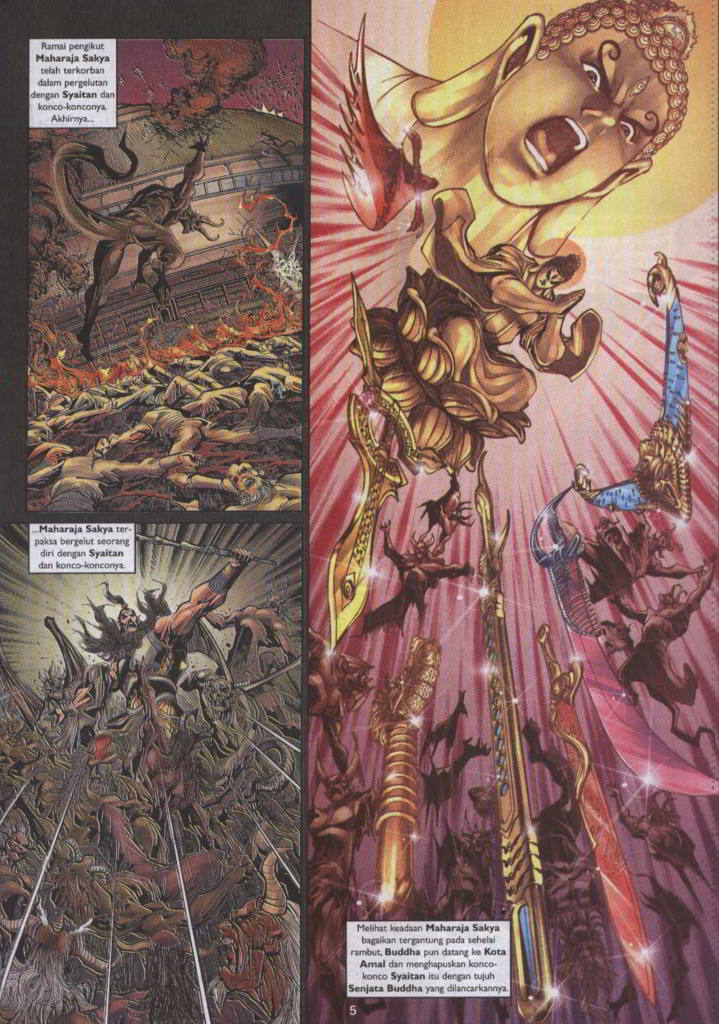 Ramai pengikut
Maharaja Sakya
telah terkorban
dalam pergelutan
dengan Syaitan dan
konco-konconya.
Akhirnya...
...Maharaja Sakya ter-
paksa bergelut seorang
diri dengan Syaitan
dan konco-konconya.
Melihat keadaan Maharaja Sakya
bagaikan tergantung pada sehelai
rambut, Buddha pun datang ke Kota
Amal dan menghapuskan konco-
konco Syaitan itu dengan tujuh
Senjata Buddha yang dilancarkannya.
5